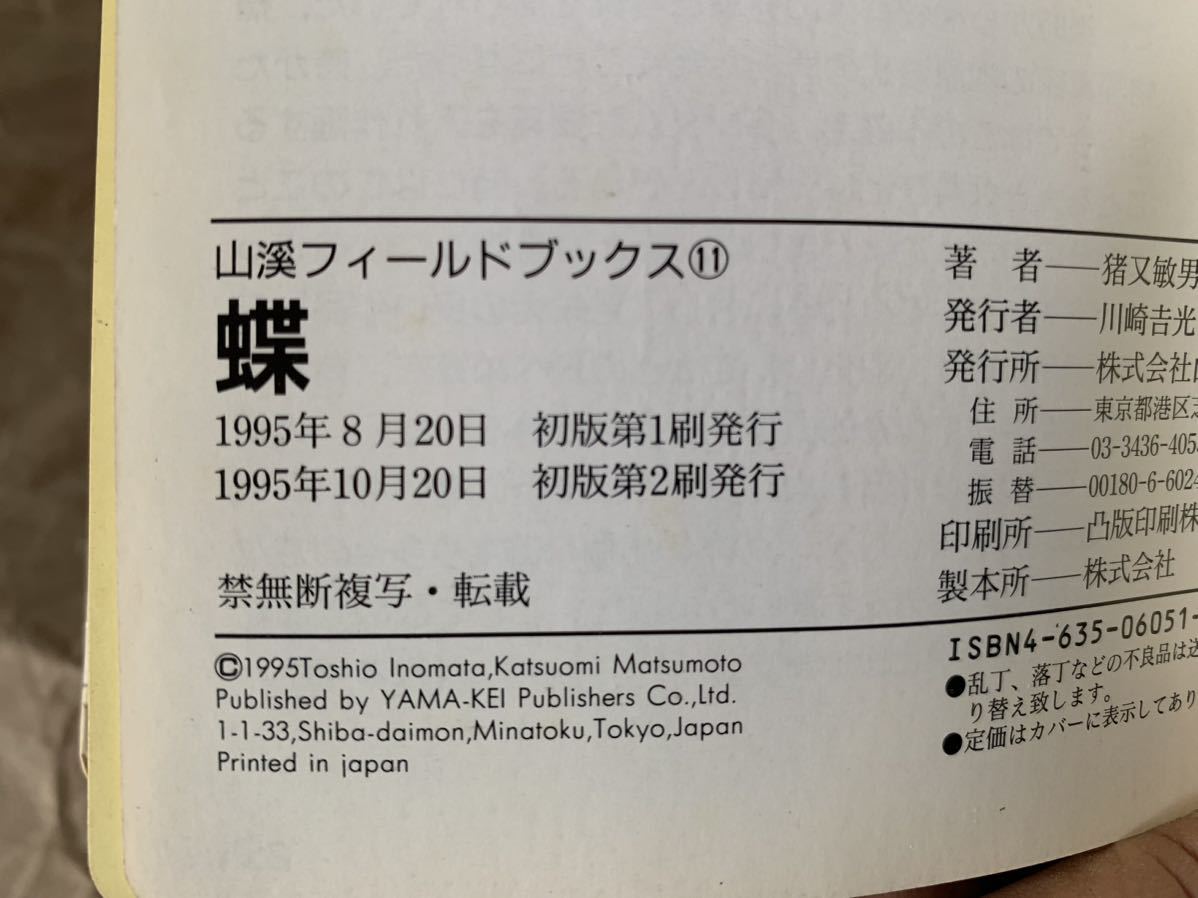 山溪フィールドブックス⑪
蝶
1995年8月20日 初版第1刷発行
1995年10月20日 初版第2刷発行
禁無断複写・転載
©1995Toshio Inomata,Katsuomi Matsumoto
Published by YAMA-KEI Publishers Co.,Ltd.
1-1-33,Shiba-daimon,Minatoku,Tokyo,Japan
Printed in japan
著 者──猪又敏男
発行者──川崎吉光
発行所──株式会社
住 所──東京都港区
電 話──03-3436-405
振 替──00180-6-6024
印刷所──凸版印刷株
製本所──株式会社
ISBN4-635-06051-
●乱丁、落丁などの不良品は送
り替え致します。
●定価はカバーに表示してあり